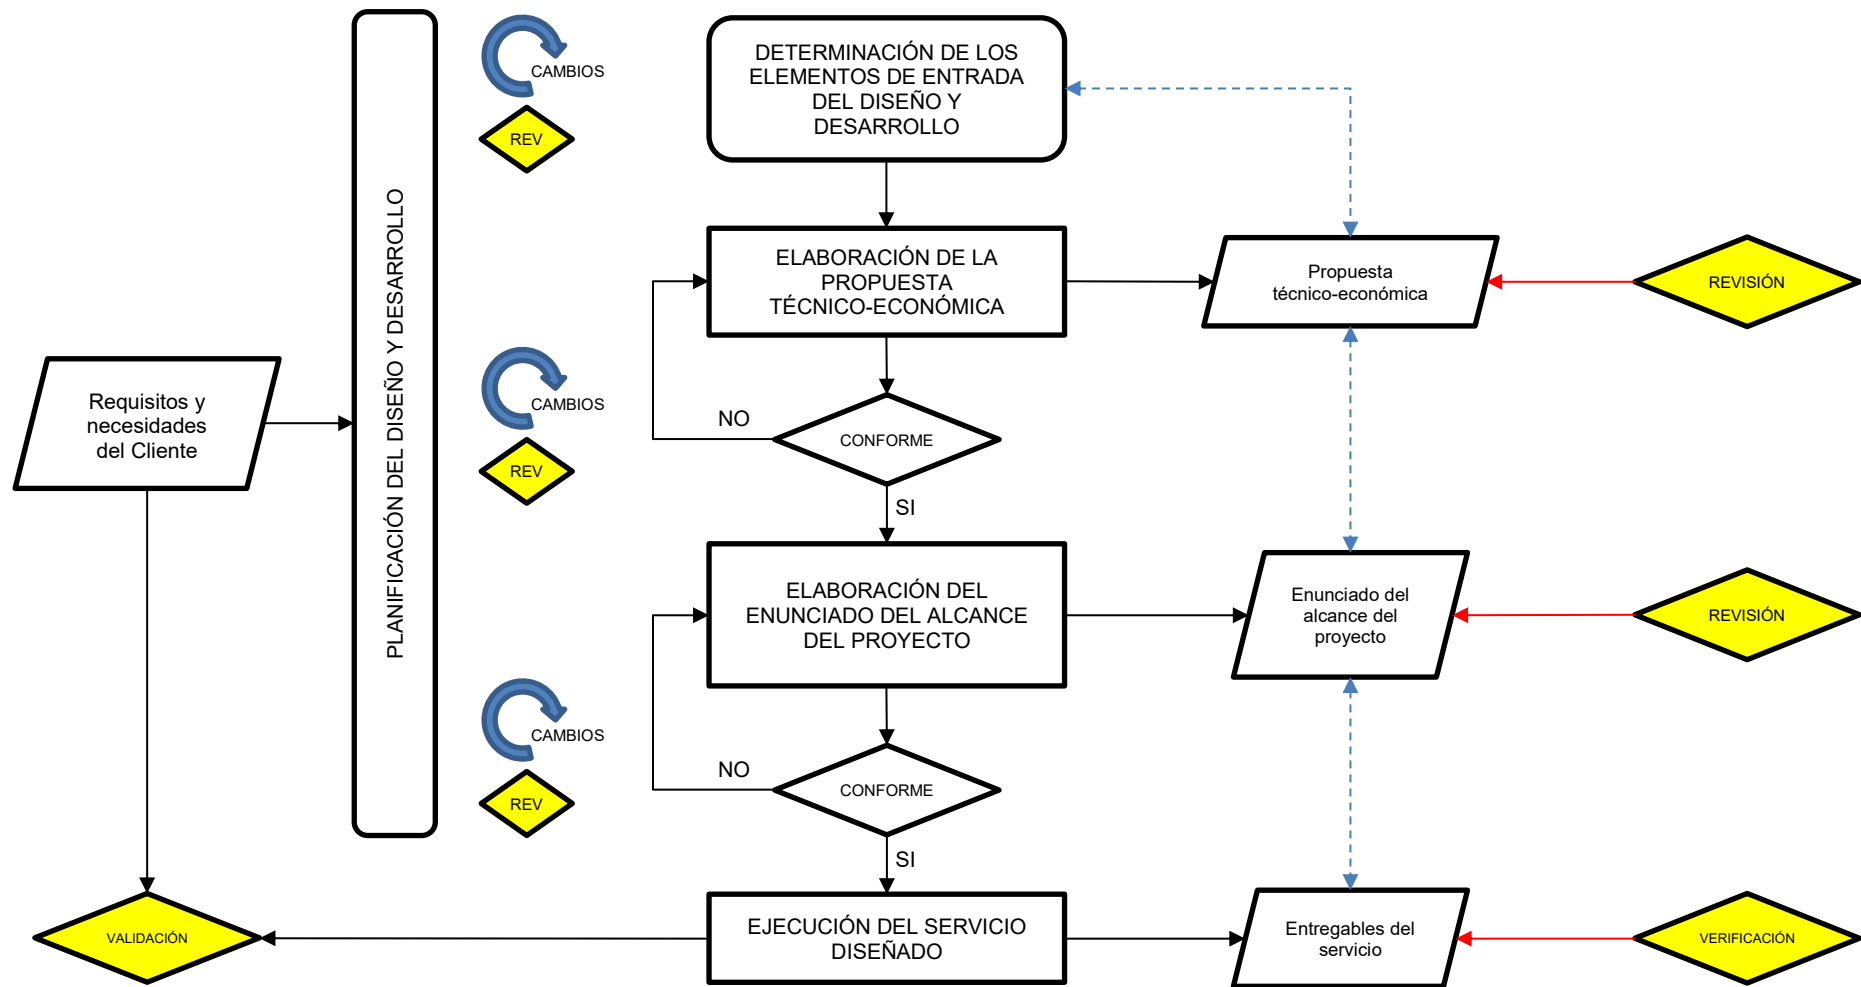 Requisitos y
necesidades
del Cliente
VALIDACIÓN
PLANIFICACIÓN DEL DISEÑO Y DESARROLLO
CAMBIOS
REV
CAMBIOS
REV
CAMBIOS
REV
DETERMINACIÓN DE LOS
ELEMENTOS DE ENTRADA
DEL DISEÑO Y
DESARROLLO
ELABORACIÓN DE LA
PROPUESTA
TÉCNICO-ECONÓMICA
Propuesta
técnico-económica
REVISIÓN
NO
CONFORME
SI
ELABORACIÓN DEL
ENUNCIADO DEL ALCANCE
DEL PROYECTO
Enunciado del
alcance del
proyecto
REVISIÓN
NO
CONFORME
SI
EJECUCIÓN DEL SERVICIO
DISEÑADO
Entregables del
servicio
VERIFICACIÓN